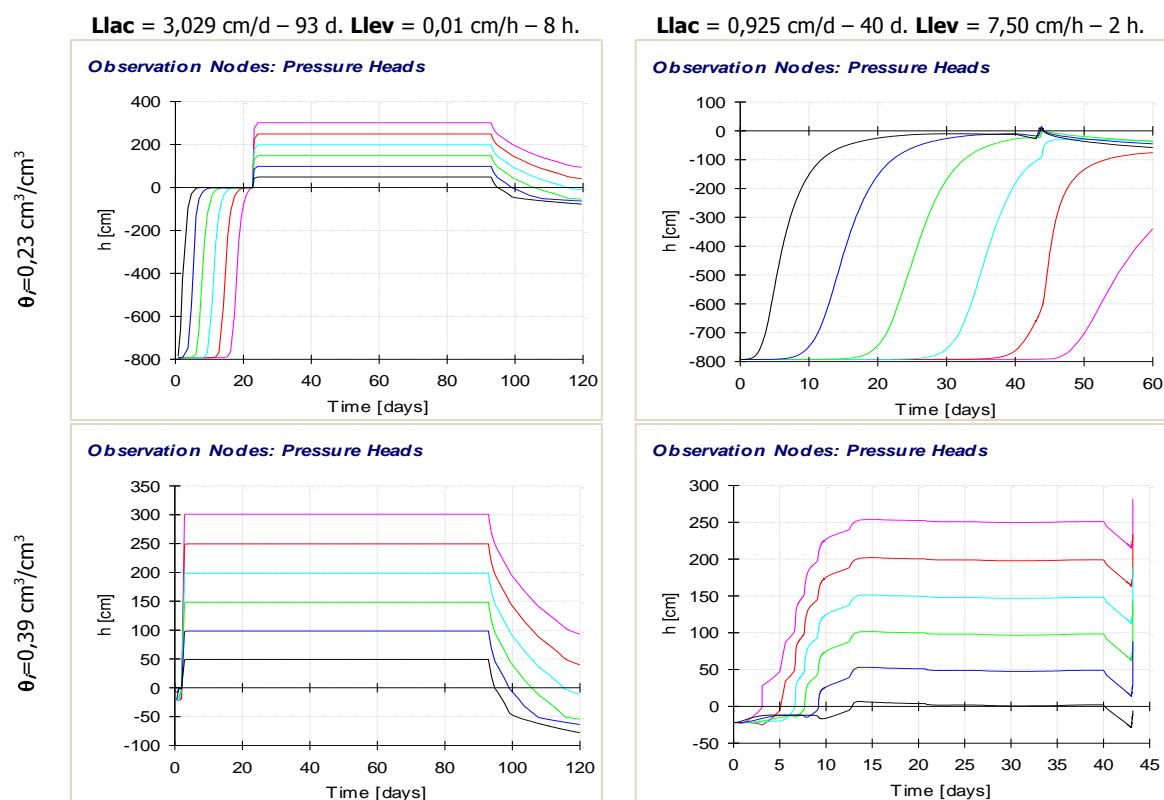 Llac = 3,029 cm/d – 93 d. Llev = 0,01 cm/h – 8 h.
Llac = 0,925 cm/d – 40 d. Llev = 7,50 cm/h – 2 h.
θi=0,23 cm³/cm³
Observation Nodes: Pressure Heads
h [cm]
400
200
0
-200
-400
-600
-800
0 20 40 60 80 100 120
Time [days]
Observation Nodes: Pressure Heads
h [cm]
100
0
-100
-200
-300
-400
-500
-600
-700
-800
0 10 20 30 40 50 60
Time [days]
θi=0,39 cm³/cm³
Observation Nodes: Pressure Heads
h [cm]
350
300
250
200
150
100
50
0
-50
-100
0 20 40 60 80 100 120
Time [days]
Observation Nodes: Pressure Heads
h [cm]
300
250
200
150
100
50
0
-50
0 5 10 15 20 25 30 35 40 45
Time [days]